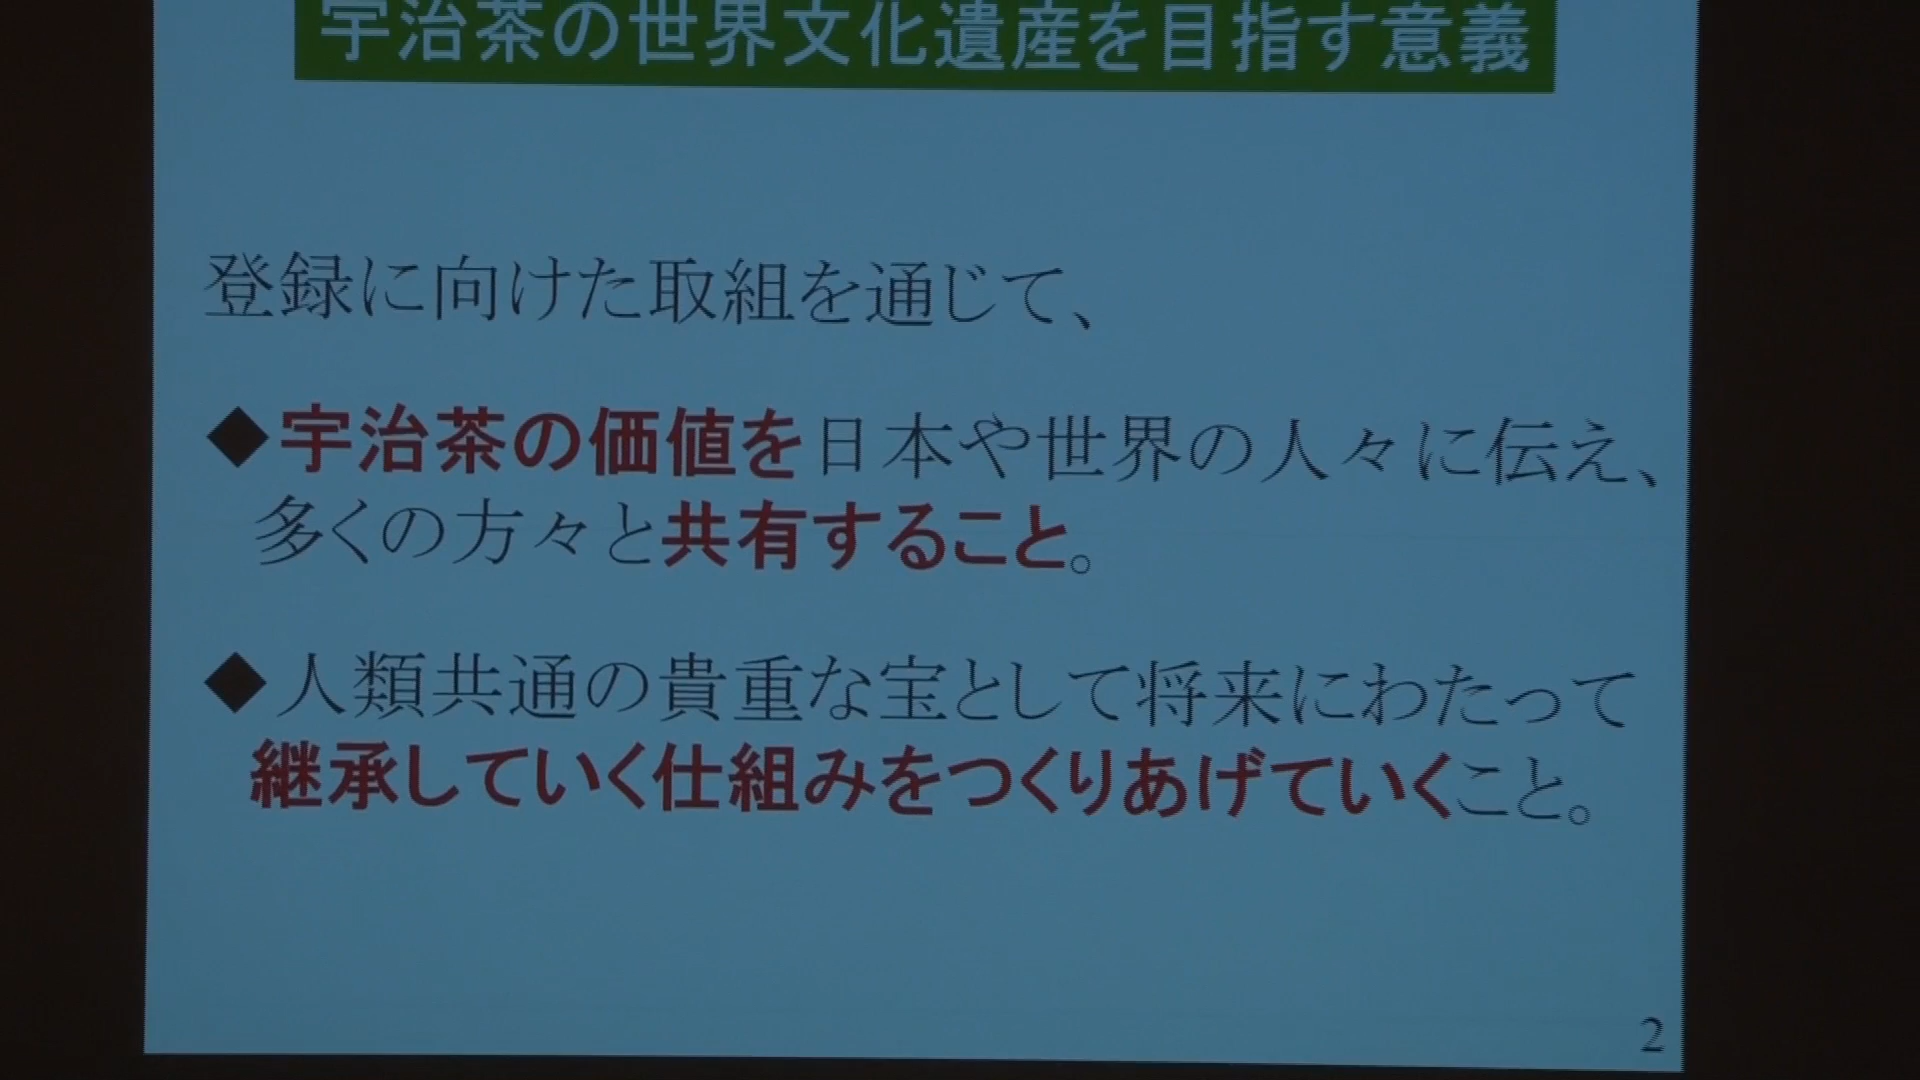 宇治茶の世界文化遺産を目指す意義
登録に向けた取組を通じて、
◆宇治茶の価値を日本や世界の人々に伝え、
多くの方々と共有すること。
◆人類共通の貴重な宝として将来にわたって
継承していく仕組みをつくりあげていくこと。
2